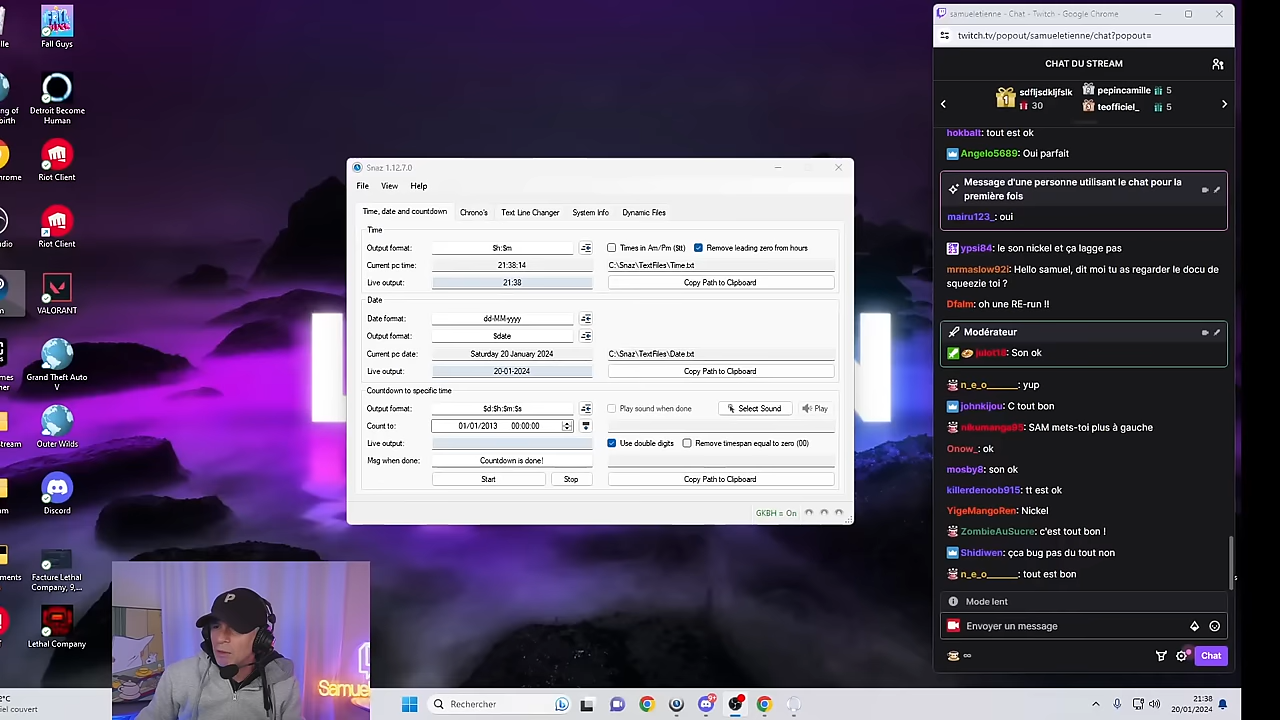 Fall Guys
Detroit Become
Human
Riot Client
Riot Client
VALORANT
Grand Theft Auto
V
Outer Wilds
Discord
Facture Lethal
Company, 9,...
Lethal Company
Snaz 1.12.7.0
File View Help
Time, date and countdown Chrono's Text Line Changer System Info Dynamic Files
Time
Output format: $h:$m Times in Am/Pm ($tt) Remove leading zero from hours
Current pc time: 21:38:14 C:\Snaz\TextFiles\Time.txt
Live output: 21:38 Copy Path to Clipboard
Date
Date format: dd-MM-yyyy
Output format: $date
Current pc date: Saturday 20 January 2024 C:\Snaz\TextFiles\Date.txt
Live output: 20-01-2024 Copy Path to Clipboard
Countdown to specific time
Output format: $d:$h:$m:$s Play sound when done Select Sound Play
Count to: 01/01/2013 00:00:00
Live output: Use double digits Remove timespan equal to zero (00)
Msg when done: Countdown is done!
Start Stop Copy Path to Clipboard
GKBH = On
samueletienne - Chat - Twitch - Google Chrome
twitch.tv/popout/samueletienne/chat?popout=
CHAT DU STREAM
1 sdfljsdkljfslk 30
2 pepincamille 5
3 teofficiel_ 5
hokbalt: tout est ok
Angelo5689: Oui parfait
Message d'une personne utilisant le chat pour la
première fois
mairu123_: oui
ypsi84: le son nickel et ça lagge pas
mrmaslow92i: Hello samuel, dit moi tu as regarder le docu de
squeezie toi ?
Dfalm: oh une RE-run !!
Modérateur
julot18: Son ok
n_e_o______: yup
johnkijou: C tout bon
nikumanga95: SAM mets-toi plus à gauche
Onow_: ok
mosby8: son ok
killerdenoob915: tt est ok
YigeMangoRen: Nickel
ZombieAuSucre: c'est tout bon !
Shidiwen: çca bug pas du tout non
n_e_o______: tout est bon
Mode lent
Envoyer un message
∞ Chat
Rechercher
21:38
20/01/2024